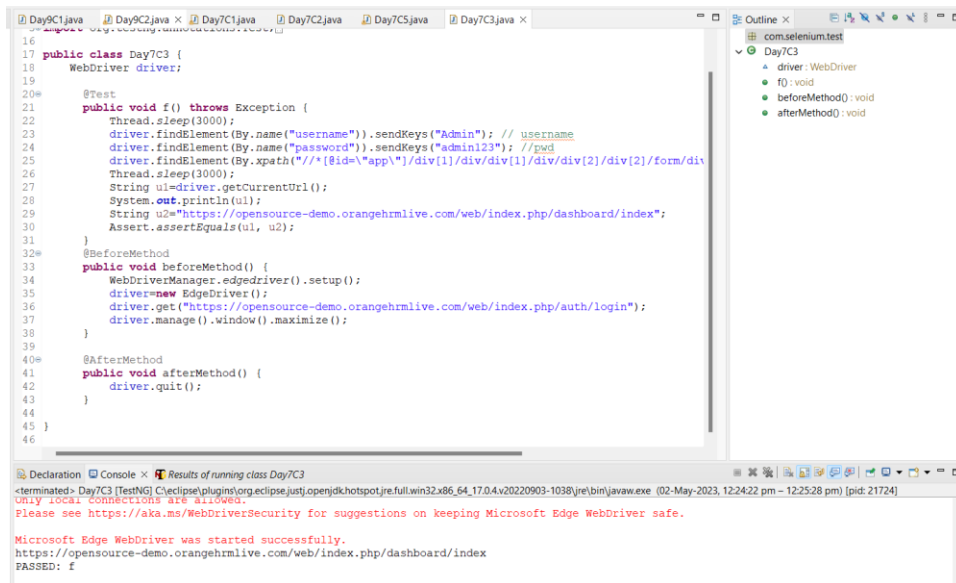 Day9C1.java
Day9C2.java
Day7C1.java
Day7C2.java
Day7C5.java
Day7C3.java
Outline
import org.testng.annotations.Test;
16
17 public class Day7C3 {
18 WebDriver driver;
19
20 @Test
21 public void f() throws Exception {
22 Thread.sleep(3000);
23 driver.findElement(By.name("username")).sendKeys("Admin"); // username
24 driver.findElement(By.name("password")).sendKeys("admin123"); //pwd
25 driver.findElement(By.xpath("//*[@id=\"app\"]/div[1]/div/div[1]/div/div[2]/div[2]/form/div
26 Thread.sleep(3000);
27 String u1=driver.getCurrentUrl();
28 System.out.println(u1);
29 String u2="https://opensource-demo.orangehrmlive.com/web/index.php/dashboard/index";
30 Assert.assertEquals(u1, u2);
31 }
32 @BeforeMethod
33 public void beforeMethod() {
34 WebDriverManager.edgedriver().setup();
35 driver=new EdgeDriver();
36 driver.get("https://opensource-demo.orangehrmlive.com/web/index.php/auth/login");
37 driver.manage().window().maximize();
38 }
39
40 @AfterMethod
41 public void afterMethod() {
42 driver.quit();
43 }
44
45 }
46
com.selenium.test
Day7C3
driver : WebDriver
f() : void
beforeMethod() : void
afterMethod() : void
Declaration
Console
Results of running class Day7C3
<terminated> Day7C3 [TestNG] C:\eclipse\plugins\org.eclipse.justj.openjdk.hotspot.jre.full.win32.x86_64_17.0.4.v20220903-1038\jre\bin\javaw.exe (02-May-2023, 12:24:22 pm – 12:25:28 pm) [pid: 21724]
Only local connections are allowed.
Please see https://aka.ms/WebDriverSecurity for suggestions on keeping Microsoft Edge WebDriver safe.
Microsoft Edge WebDriver was started successfully.
https://opensource-demo.orangehrmlive.com/web/index.php/dashboard/index
PASSED: f